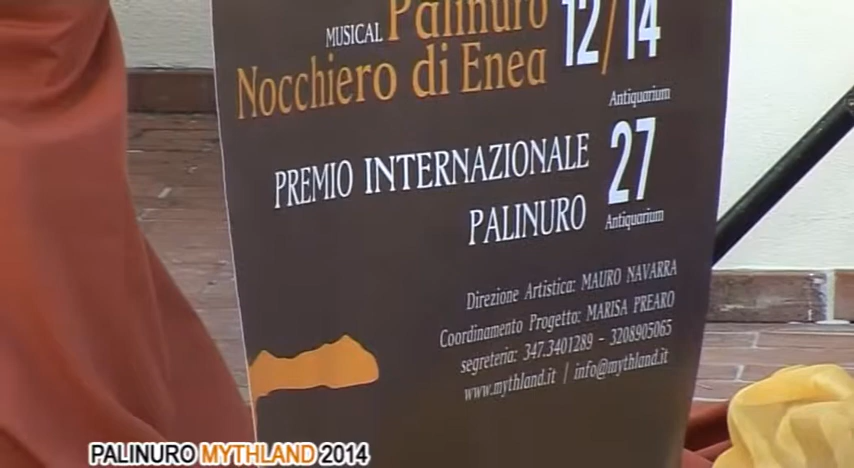 MUSICAL Palinuro 12/14
Nocchiero di Enea
Antiquarium
PREMIO INTERNAZIONALE 27
PALINURO Antiquarium
Direzione Artistica: MAURO NAVARRA
Coordinamento Progetto: MARISA PREARO
segreteria: 347.3401289 - 3208905065
www.mythland.it | info@mythland.it
PALINURO MYTHLAND 2014